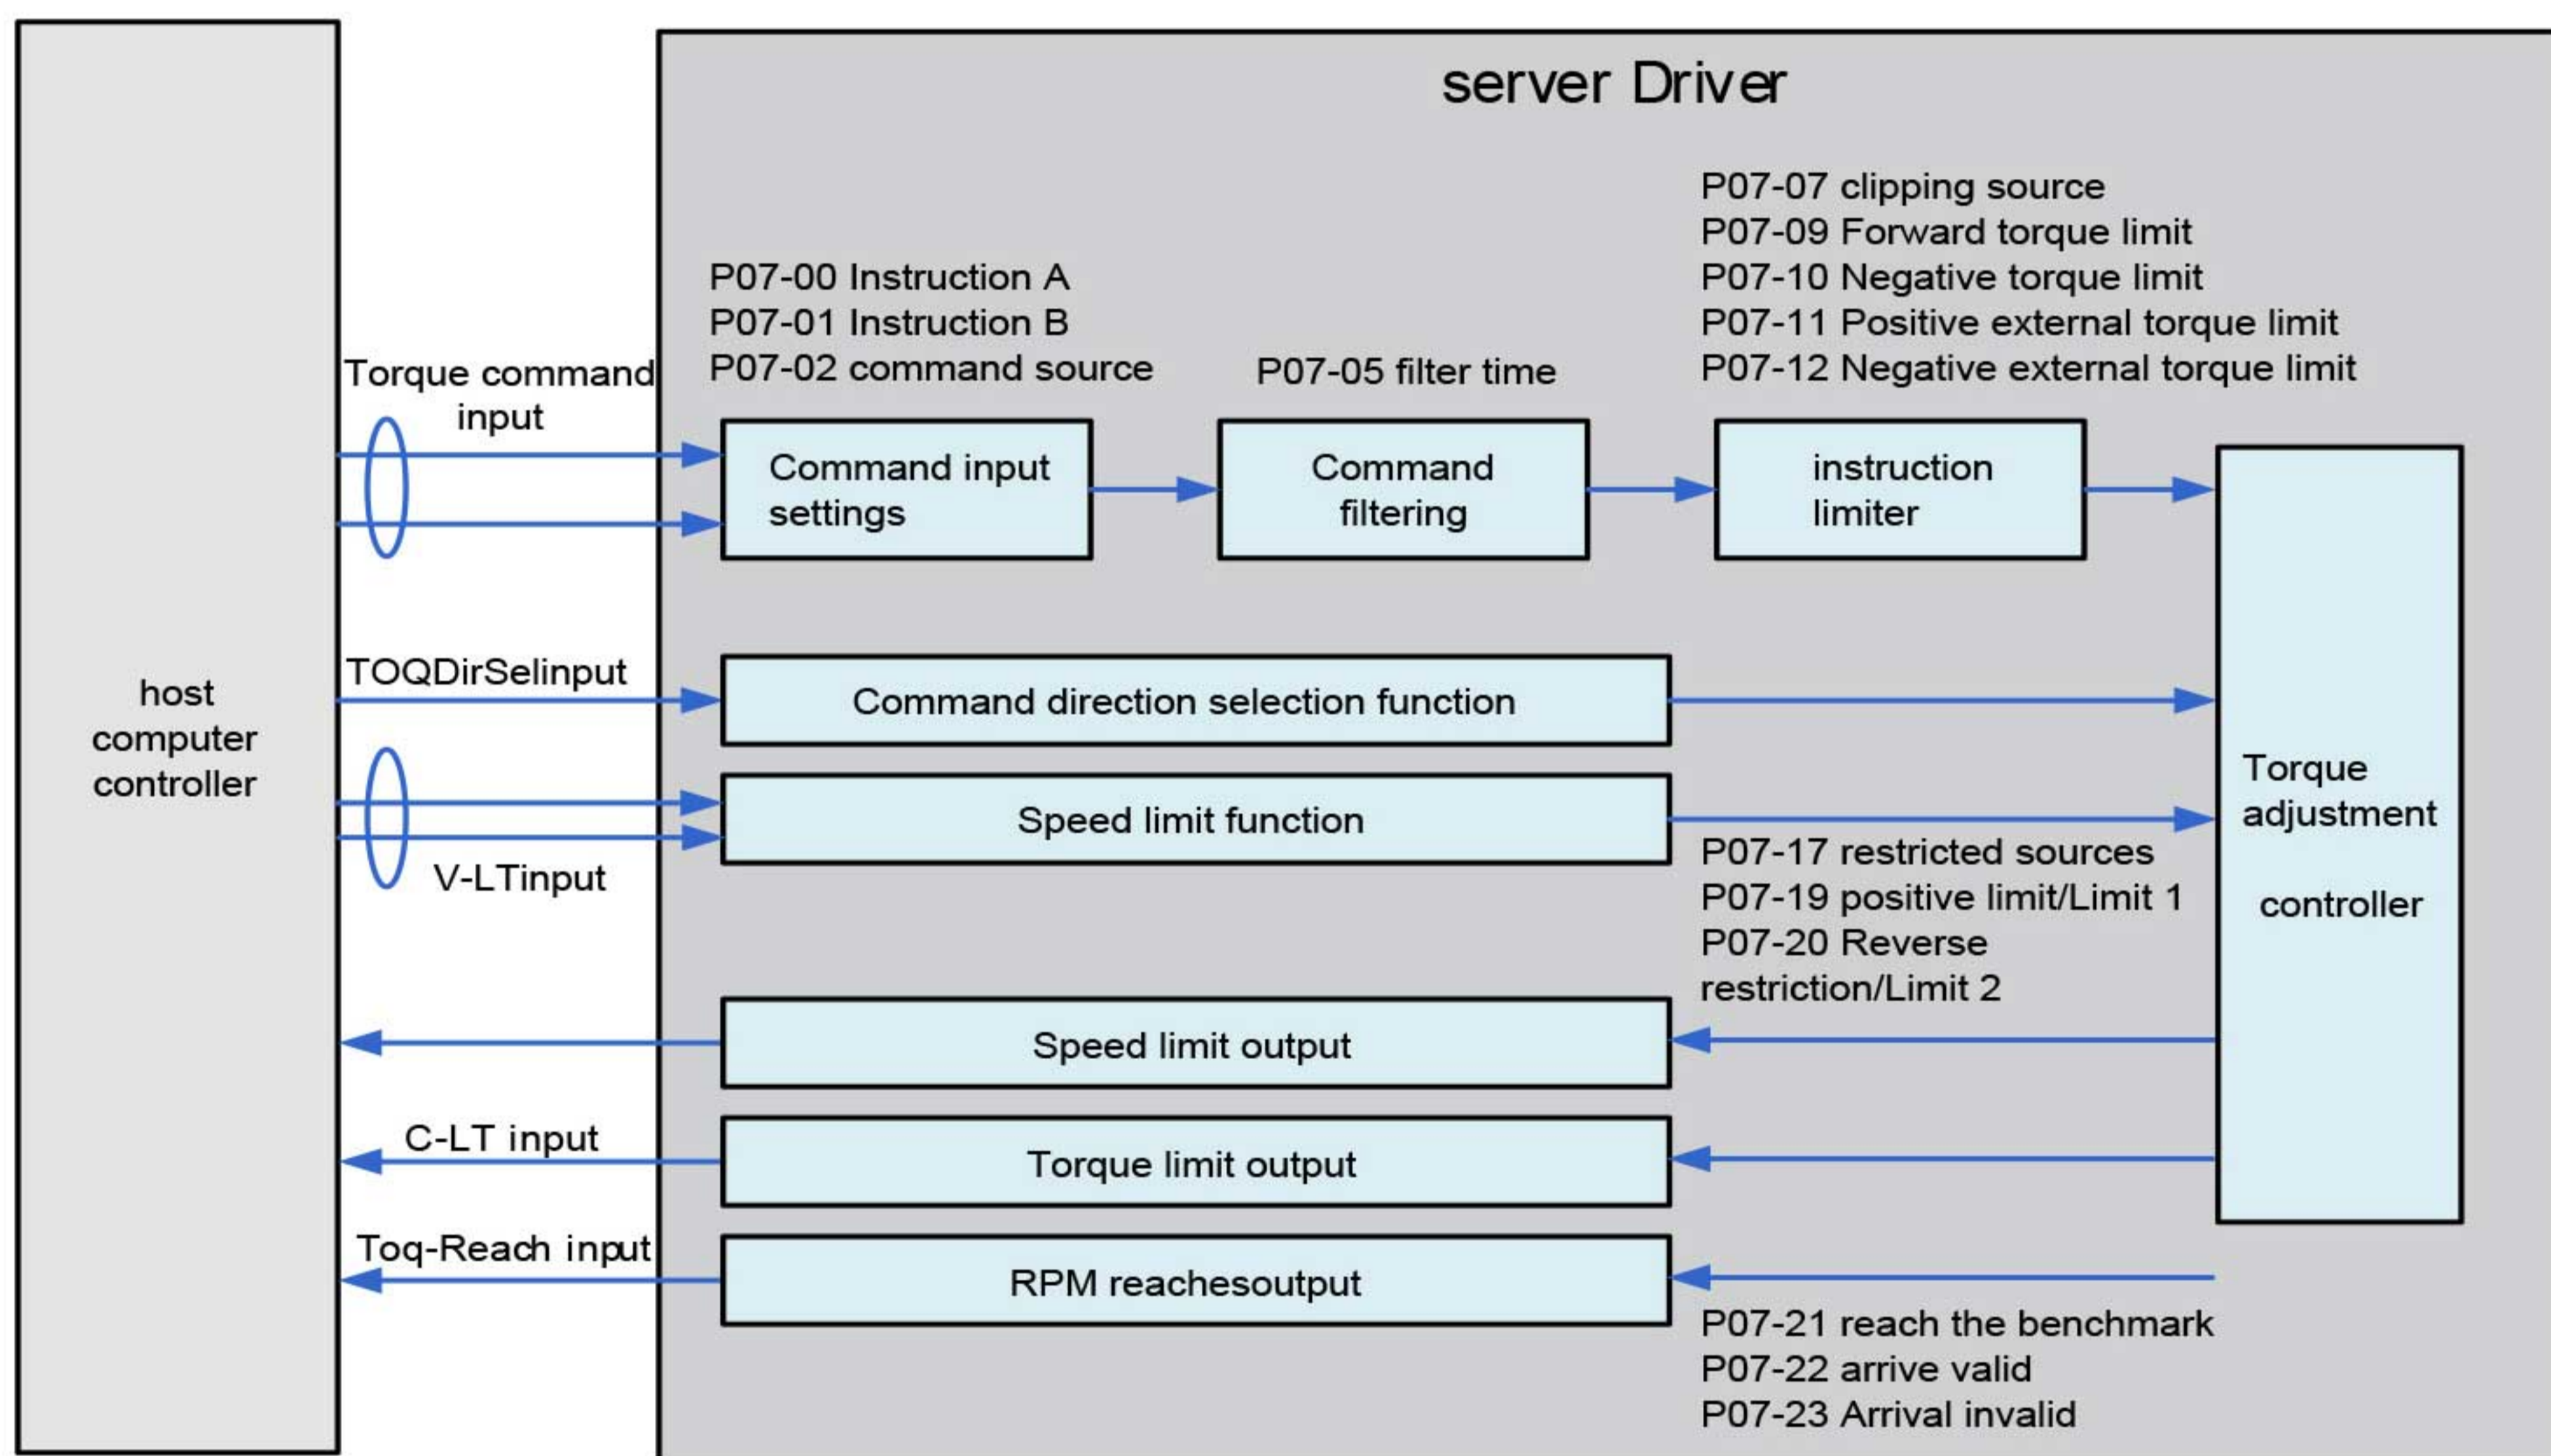 server Driver
P07-07 clipping source
P07-09 Forward torque limit
P07-10 Negative torque limit
P07-11 Positive external torque limit
P07-12 Negative external torque limit
P07-00 Instruction A
P07-01 Instruction B
P07-02 command source
P07-05 filter time
Torque command
input
Command input
settings
Command
filtering
instruction
limiter
host
computer
controller
TOQDirSelinput
Command direction selection function
Speed limit function
V-LTinput
Torque
adjustment
controller
P07-17 restricted sources
P07-19 positive limit/Limit 1
P07-20 Reverse
restriction/Limit 2
Speed limit output
C-LT input
Torque limit output
Toq-Reach input
RPM reachesoutput
P07-21 reach the benchmark
P07-22 arrive valid
P07-23 Arrival invalid